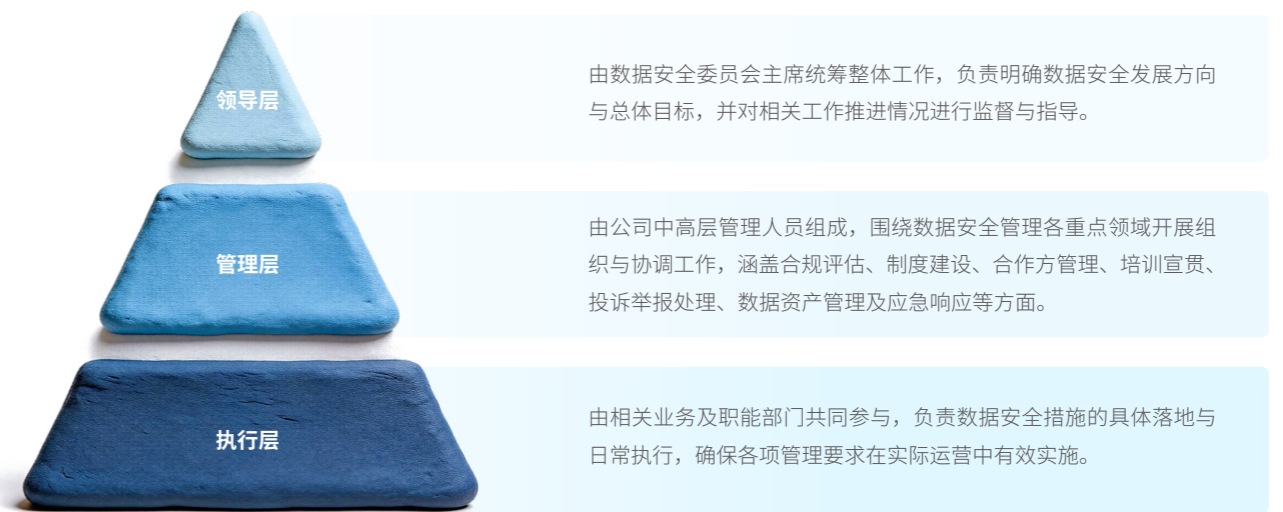 领导层
由数据安全委员会主席统筹整体工作，负责明确数据安全发展方向
与总体目标，并对相关工作推进情况进行监督与指导。
管理层
由公司中高层管理人员组成，围绕数据安全管理各重点领域开展组
织与协调工作，涵盖合规评估、制度建设、合作方管理、培训宣贯、
投诉举报处理、数据资产管理及应急响应等方面。
执行层
由相关业务及职能部门共同参与，负责数据安全措施的具体落地与
日常执行，确保各项管理要求在实际运营中有效实施。